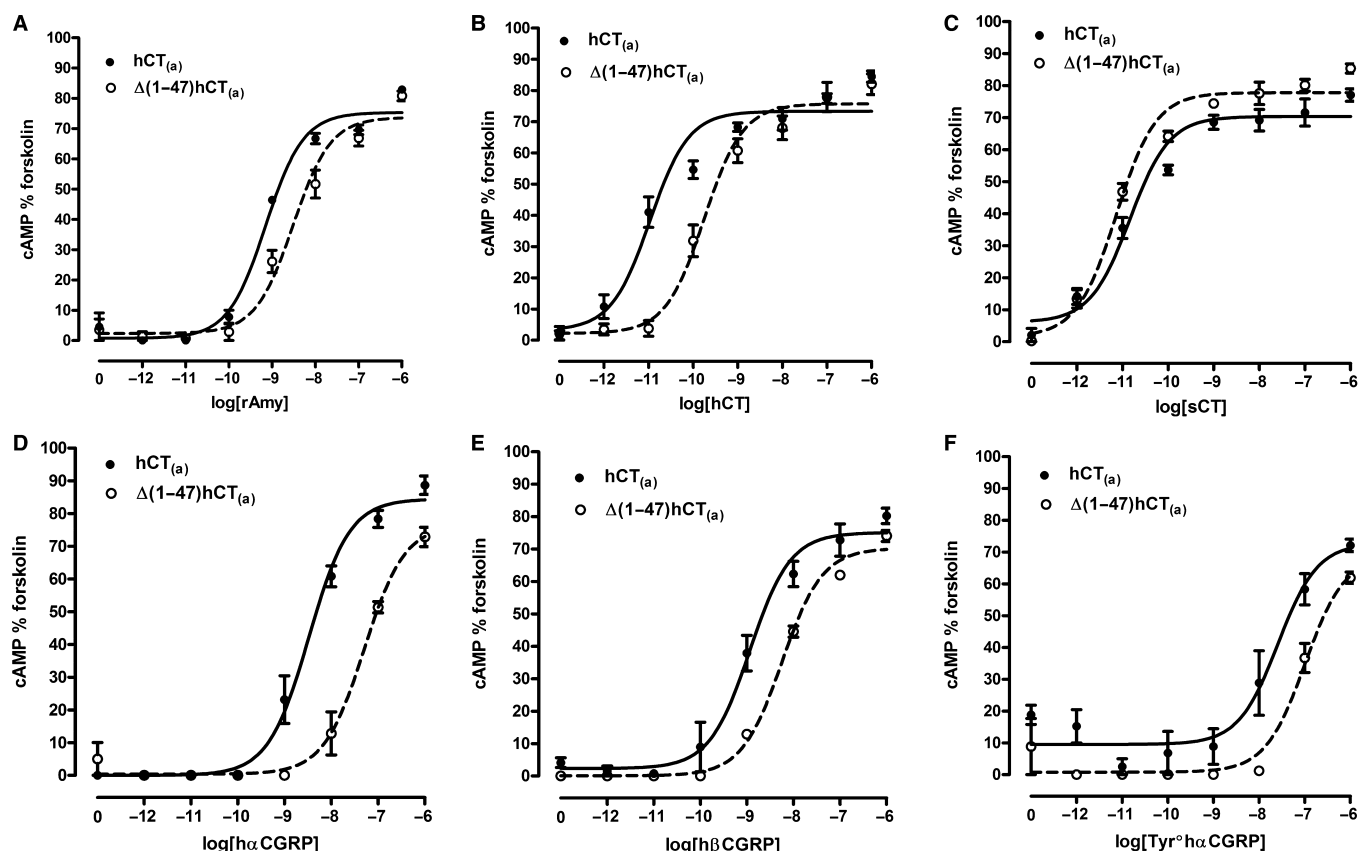 A
hCT(a)
Δ(1–47)hCT(a)
cAMP % forskolin
100
90
80
70
60
50
40
30
20
10
0
0 –12 –11 –10 –9 –8 –7 –6
log[rAmy]
B
hCT(a)
Δ(1–47)hCT(a)
cAMP % forskolin
100
90
80
70
60
50
40
30
20
10
0
0 –12 –11 –10 –9 –8 –7 –6
log[hCT]
C
hCT(a)
Δ(1–47)hCT(a)
cAMP % forskolin
100
90
80
70
60
50
40
30
20
10
0
0 –12 –11 –10 –9 –8 –7 –6
log[sCT]
D
hCT(a)
Δ(1–47)hCT(a)
cAMP % forskolin
100
90
80
70
60
50
40
30
20
10
0
0 –12 –11 –10 –9 –8 –7 –6
log[hα CGRP]
E
hCT(a)
Δ(1–47)hCT(a)
cAMP % forskolin
100
90
80
70
60
50
40
30
20
10
0
0 –12 –11 –10 –9 –8 –7 –6
log[hβ CGRP]
F
hCT(a)
Δ(1–47)hCT(a)
cAMP % forskolin
100
90
80
70
60
50
40
30
20
10
0
0 –12 –11 –10 –9 –8 –7 –6
log[Tyr°hα CGRP]